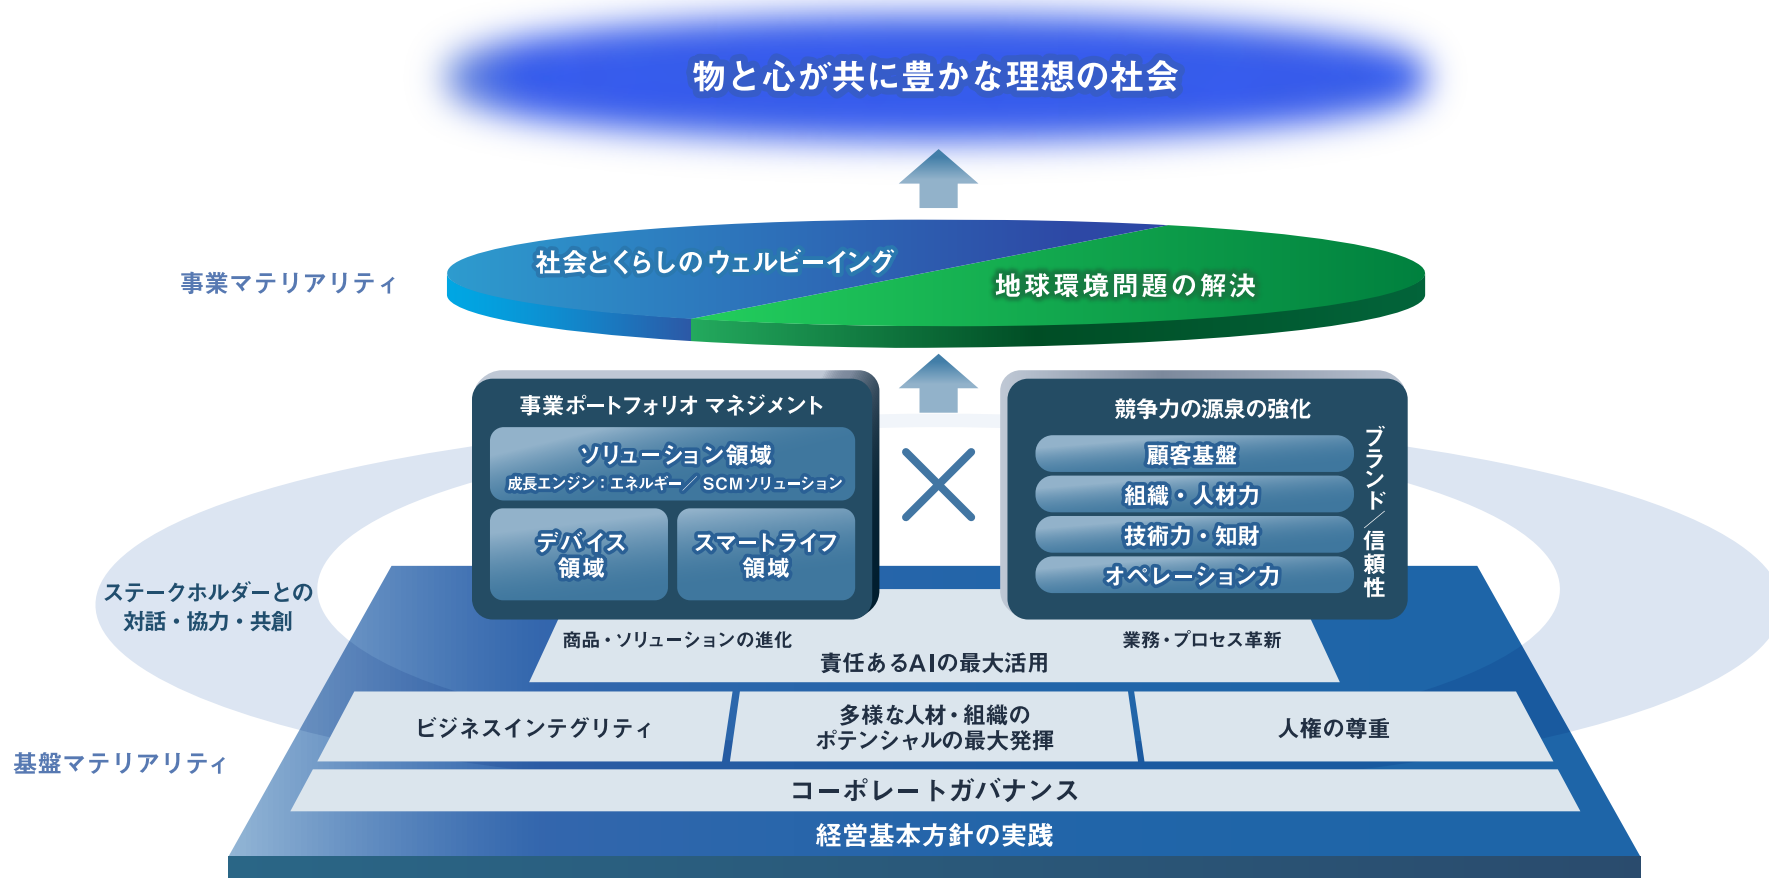 物と心が共に豊かな理想の社会
事業マテリアリティ
社会とくらしのウェルビーイング
地球環境問題の解決
事業ポートフォリオ マネジメント
ソリューション領域
成長エンジン：エネルギー／ SCMソリューション
デバイス
領域
スマートライフ
領域
競争力の源泉の強化
顧客基盤
組織・人材力
技術力・知財
オペレーション力
ブランド／信頼性
ステークホルダーとの
対話・協力・共創
商品・ソリューションの進化
業務・プロセス革新
責任あるAIの最大活用
ビジネスインテグリティ
多様な人材・組織の
ポテンシャルの最大発揮
人権の尊重
基盤マテリアリティ
コーポレートガバナンス
経営基本方針の実践